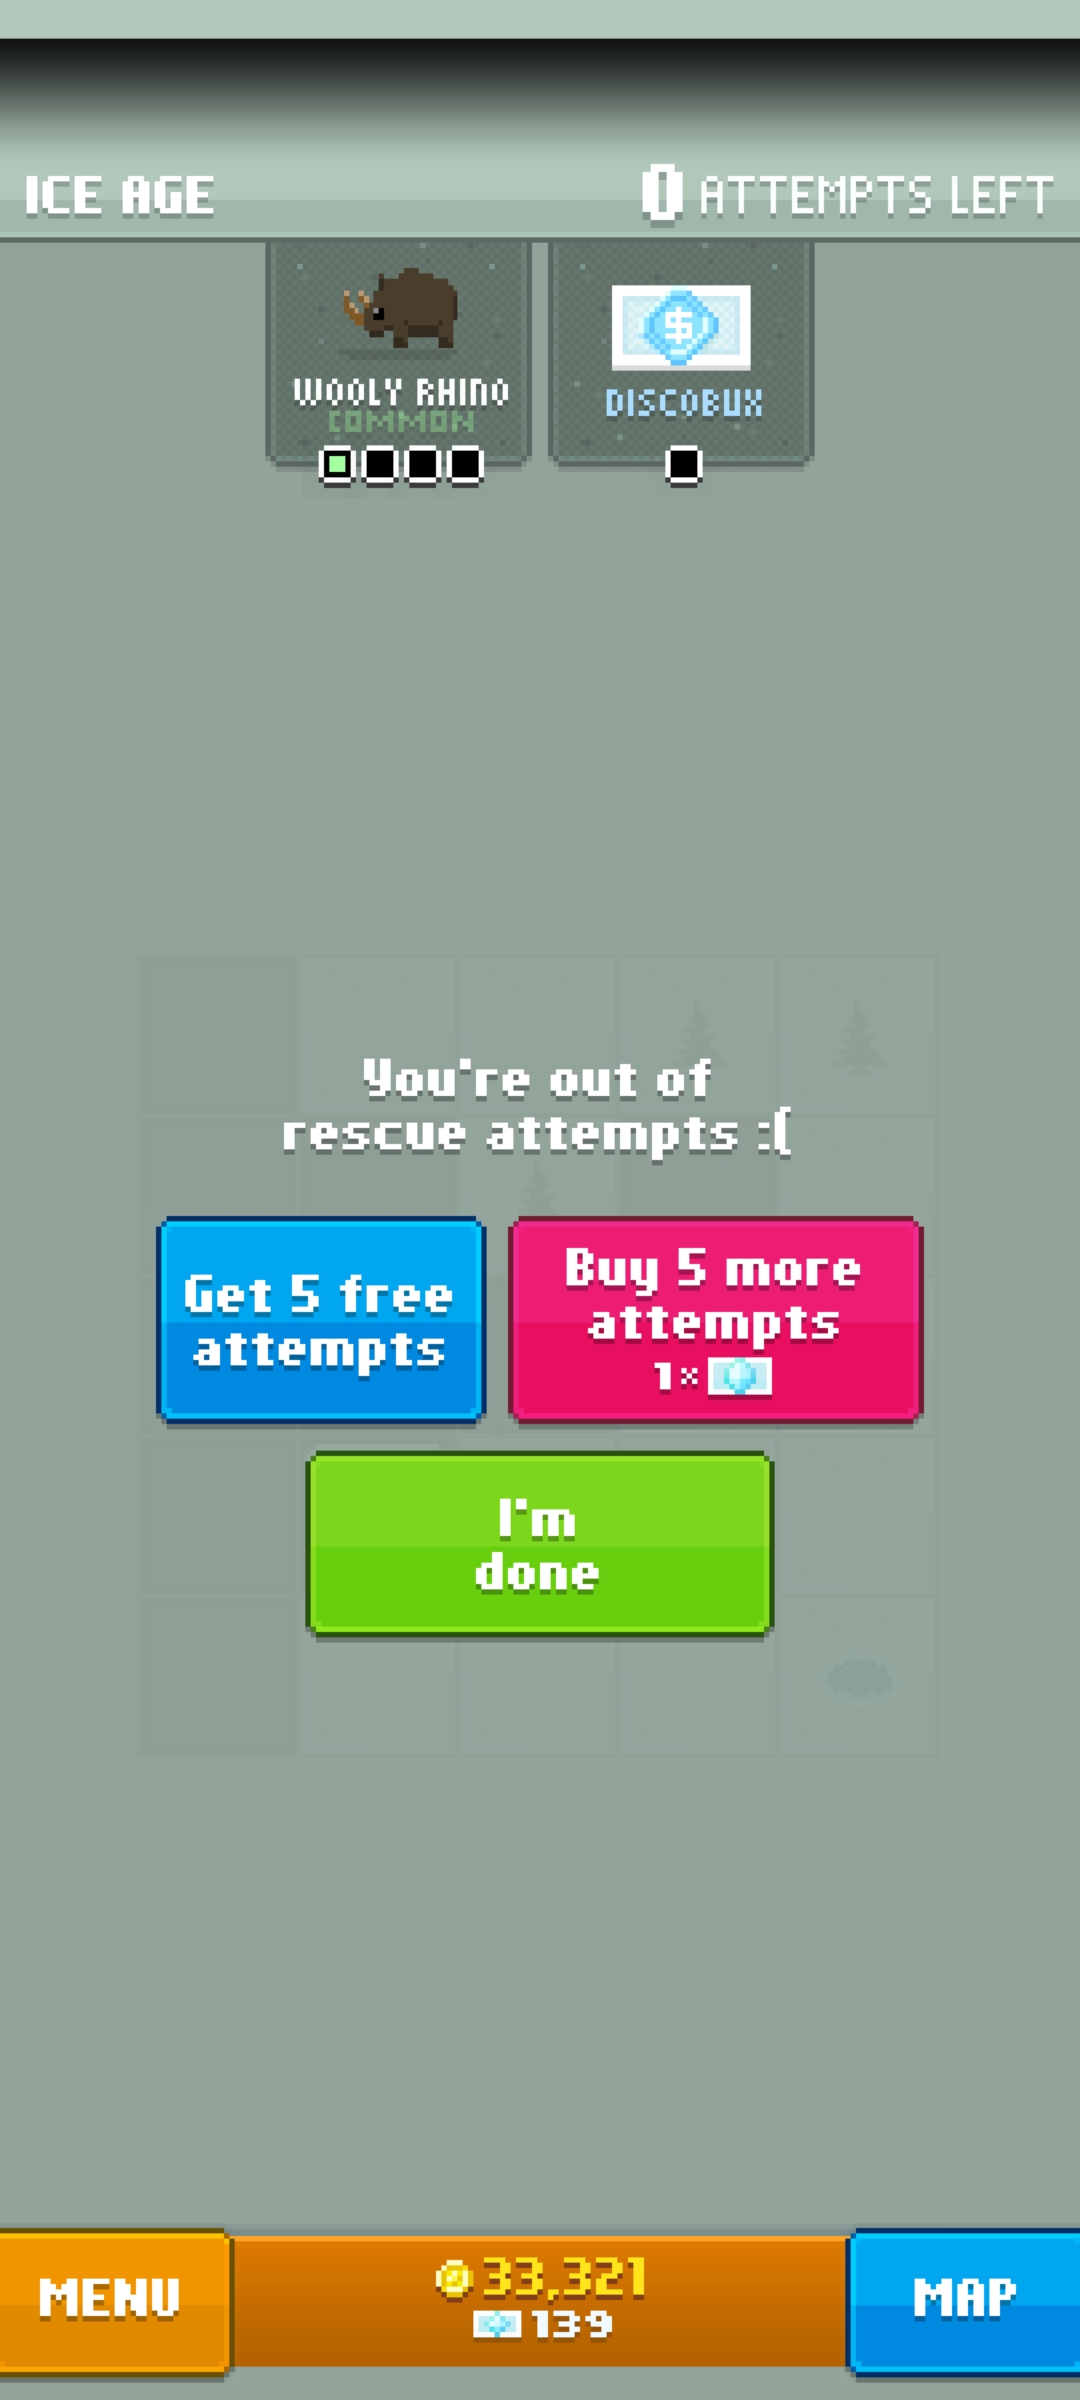 ICE AGE
0 ATTEMPTS LEFT
WOOLY RHINO
COMMON
$
DISCOBUX
You're out of
rescue attempts :(
Get 5 free
attempts
Buy 5 more
attempts
1×
I'm
done
MENU
33,321
139
MAP